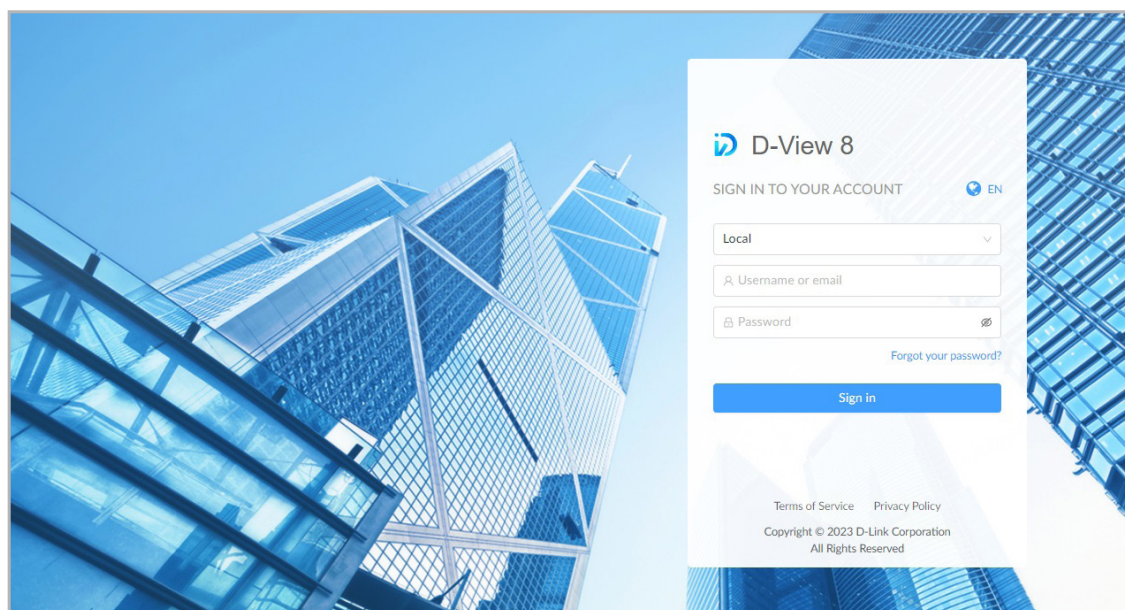 D-View 8
SIGN IN TO YOUR ACCOUNT EN
Local
Username or email
Password
Forgot your password?
Sign in
Terms of Service Privacy Policy
Copyright © 2023 D-Link Corporation
All Rights Reserved